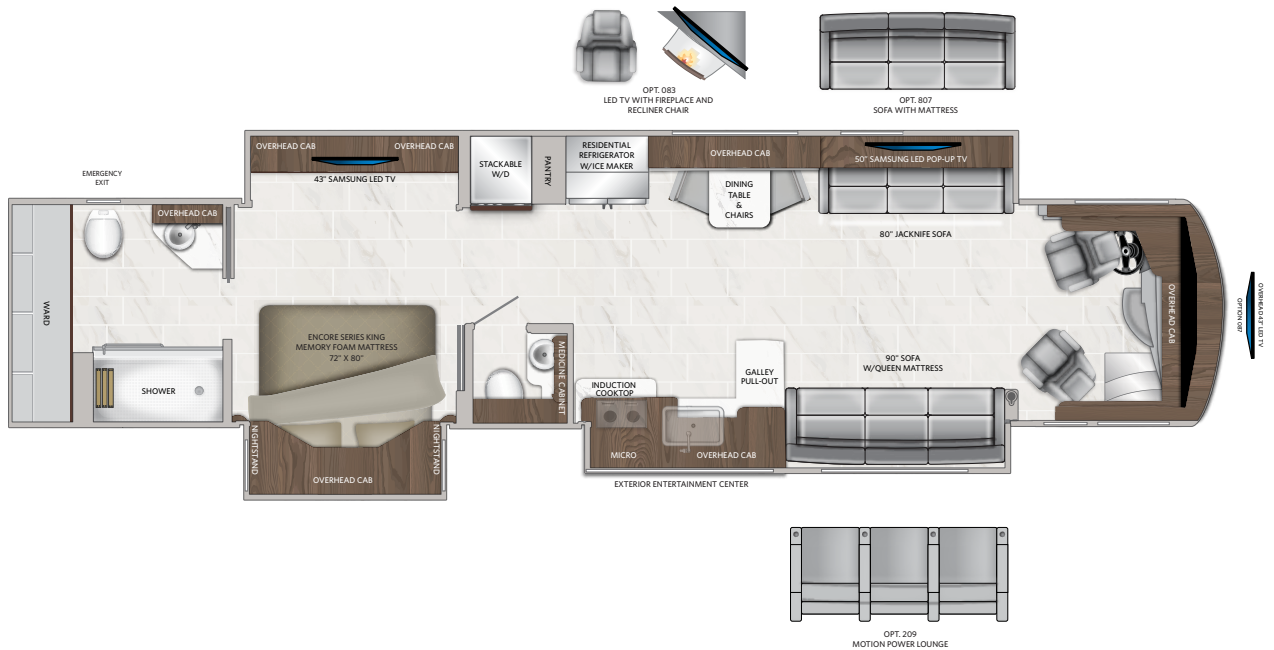 OPT. 083
LED TV WITH FIREPLACE AND
RECLINER CHAIR
OPT. 807
SOFA WITH MATTRESS
OVERHEAD CAB
OVERHEAD CAB
43" SAMSUNG LED TV
STACKABLE
W/D
PANTRY
RESIDENTIAL
REFRIGERATOR
W/ICE MAKER
OVERHEAD CAB
50" SAMSUNG LED POP-UP TV
DINING
TABLE
&
CHAIRS
80" JACKNIFE SOFA
EMERGENCY
EXIT
OVERHEAD CAB
WARD
SHOWER
ENCORE SERIES KING
MEMORY FOAM MATTRESS
72" X 80"
NIGHTSTAND
NIGHTSTAND
OVERHEAD CAB
MEDICINE CABINET
INDUCTION
COOKTOP
MICRO
OVERHEAD CAB
GALLEY
PULL-OUT
90" SOFA
W/QUEEN MATTRESS
EXTERIOR ENTERTAINMENT CENTER
OVERHEAD CAB
OVERHEAD 43" LED TV
OPTION 087
OPT. 209
MOTION POWER LOUNGE